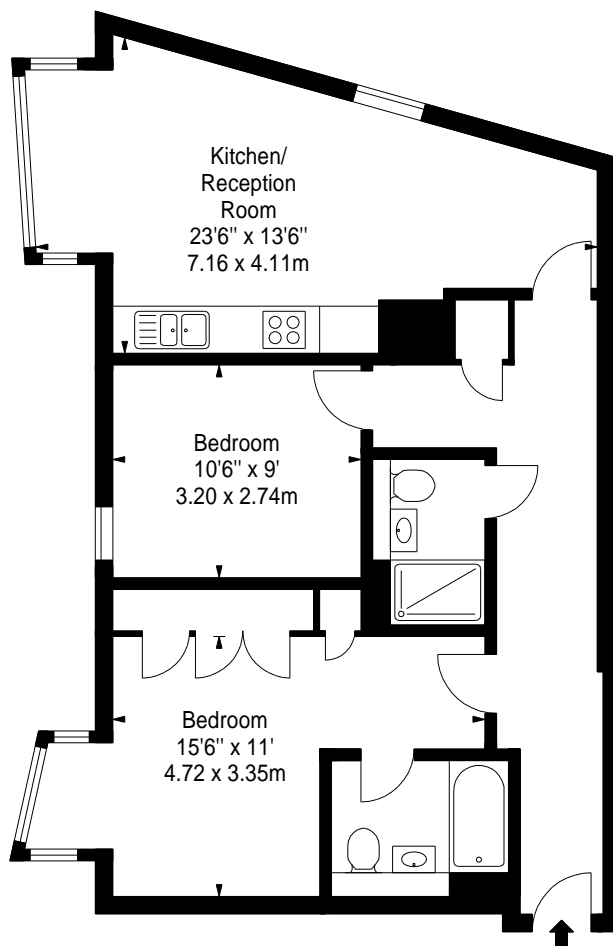 Kitchen/
Reception
Room
23'6" x 13'6"
7.16 x 4.11m
Bedroom
10'6" x 9'
3.20 x 2.74m
Bedroom
15'6" x 11'
4.72 x 3.35m